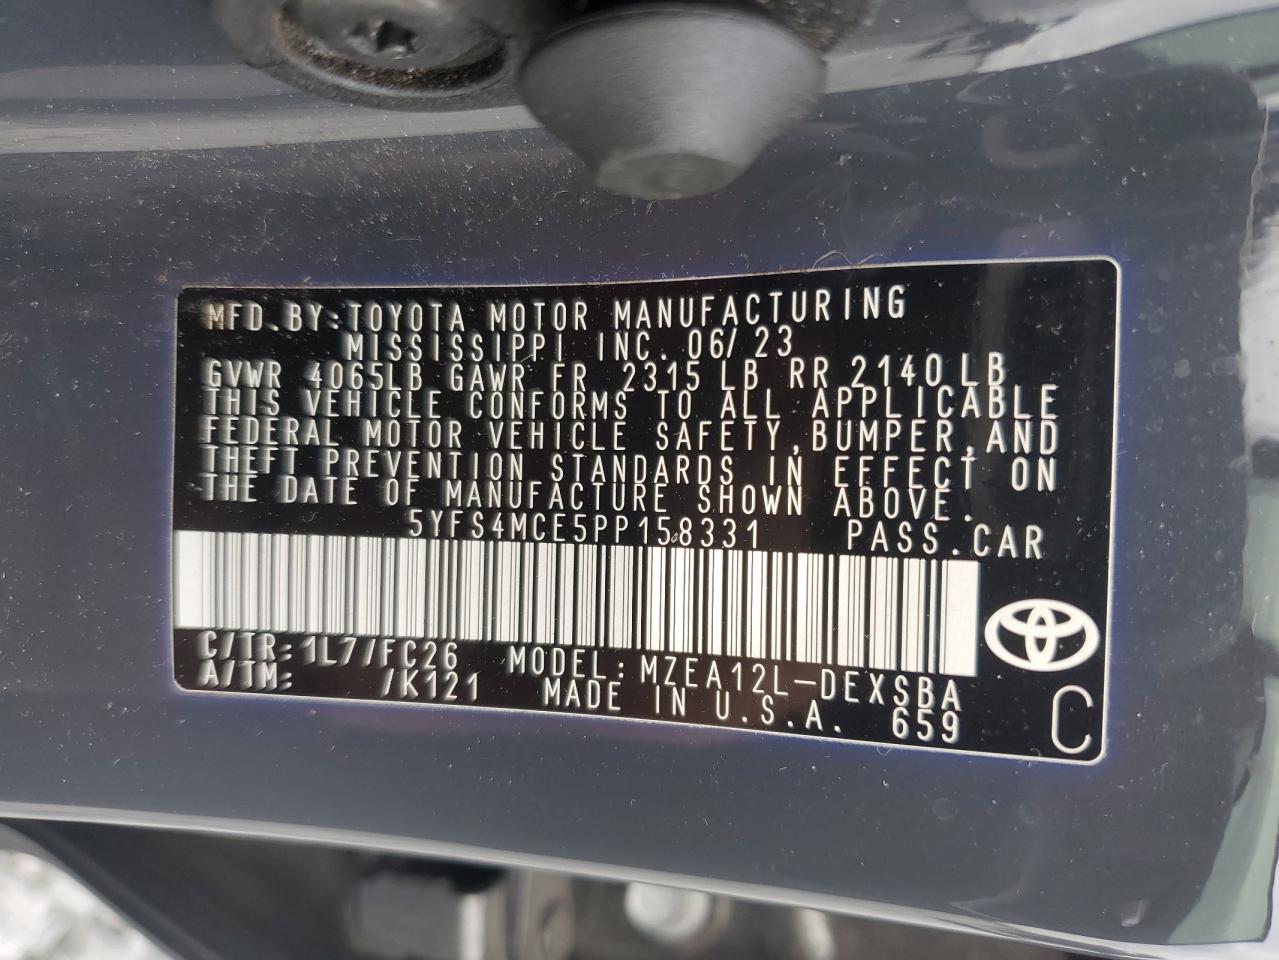 MFD.BY:TOYOTA MOTOR MANUFACTURING
MISSISSIPPI INC. 06/23
GVWR 4065LB GAWR FR 2315 LB RR 2140LB
THIS VEHICLE CONFORMS TO ALL APPLICABLE
FEDERAL MOTOR VEHICLE SAFETY,BUMPER,AND
THEFT PREVENTION STANDARDS IN EFFECT ON
THE DATE OF MANUFACTURE SHOWN ABOVE.
5YFS4MCE5PP158331 PASS.CAR
C/TR:1L7/FC26 MODEL:MZEA12L-DEXSBA
A/TM: /K121 MADE IN U.S.A. 659
C